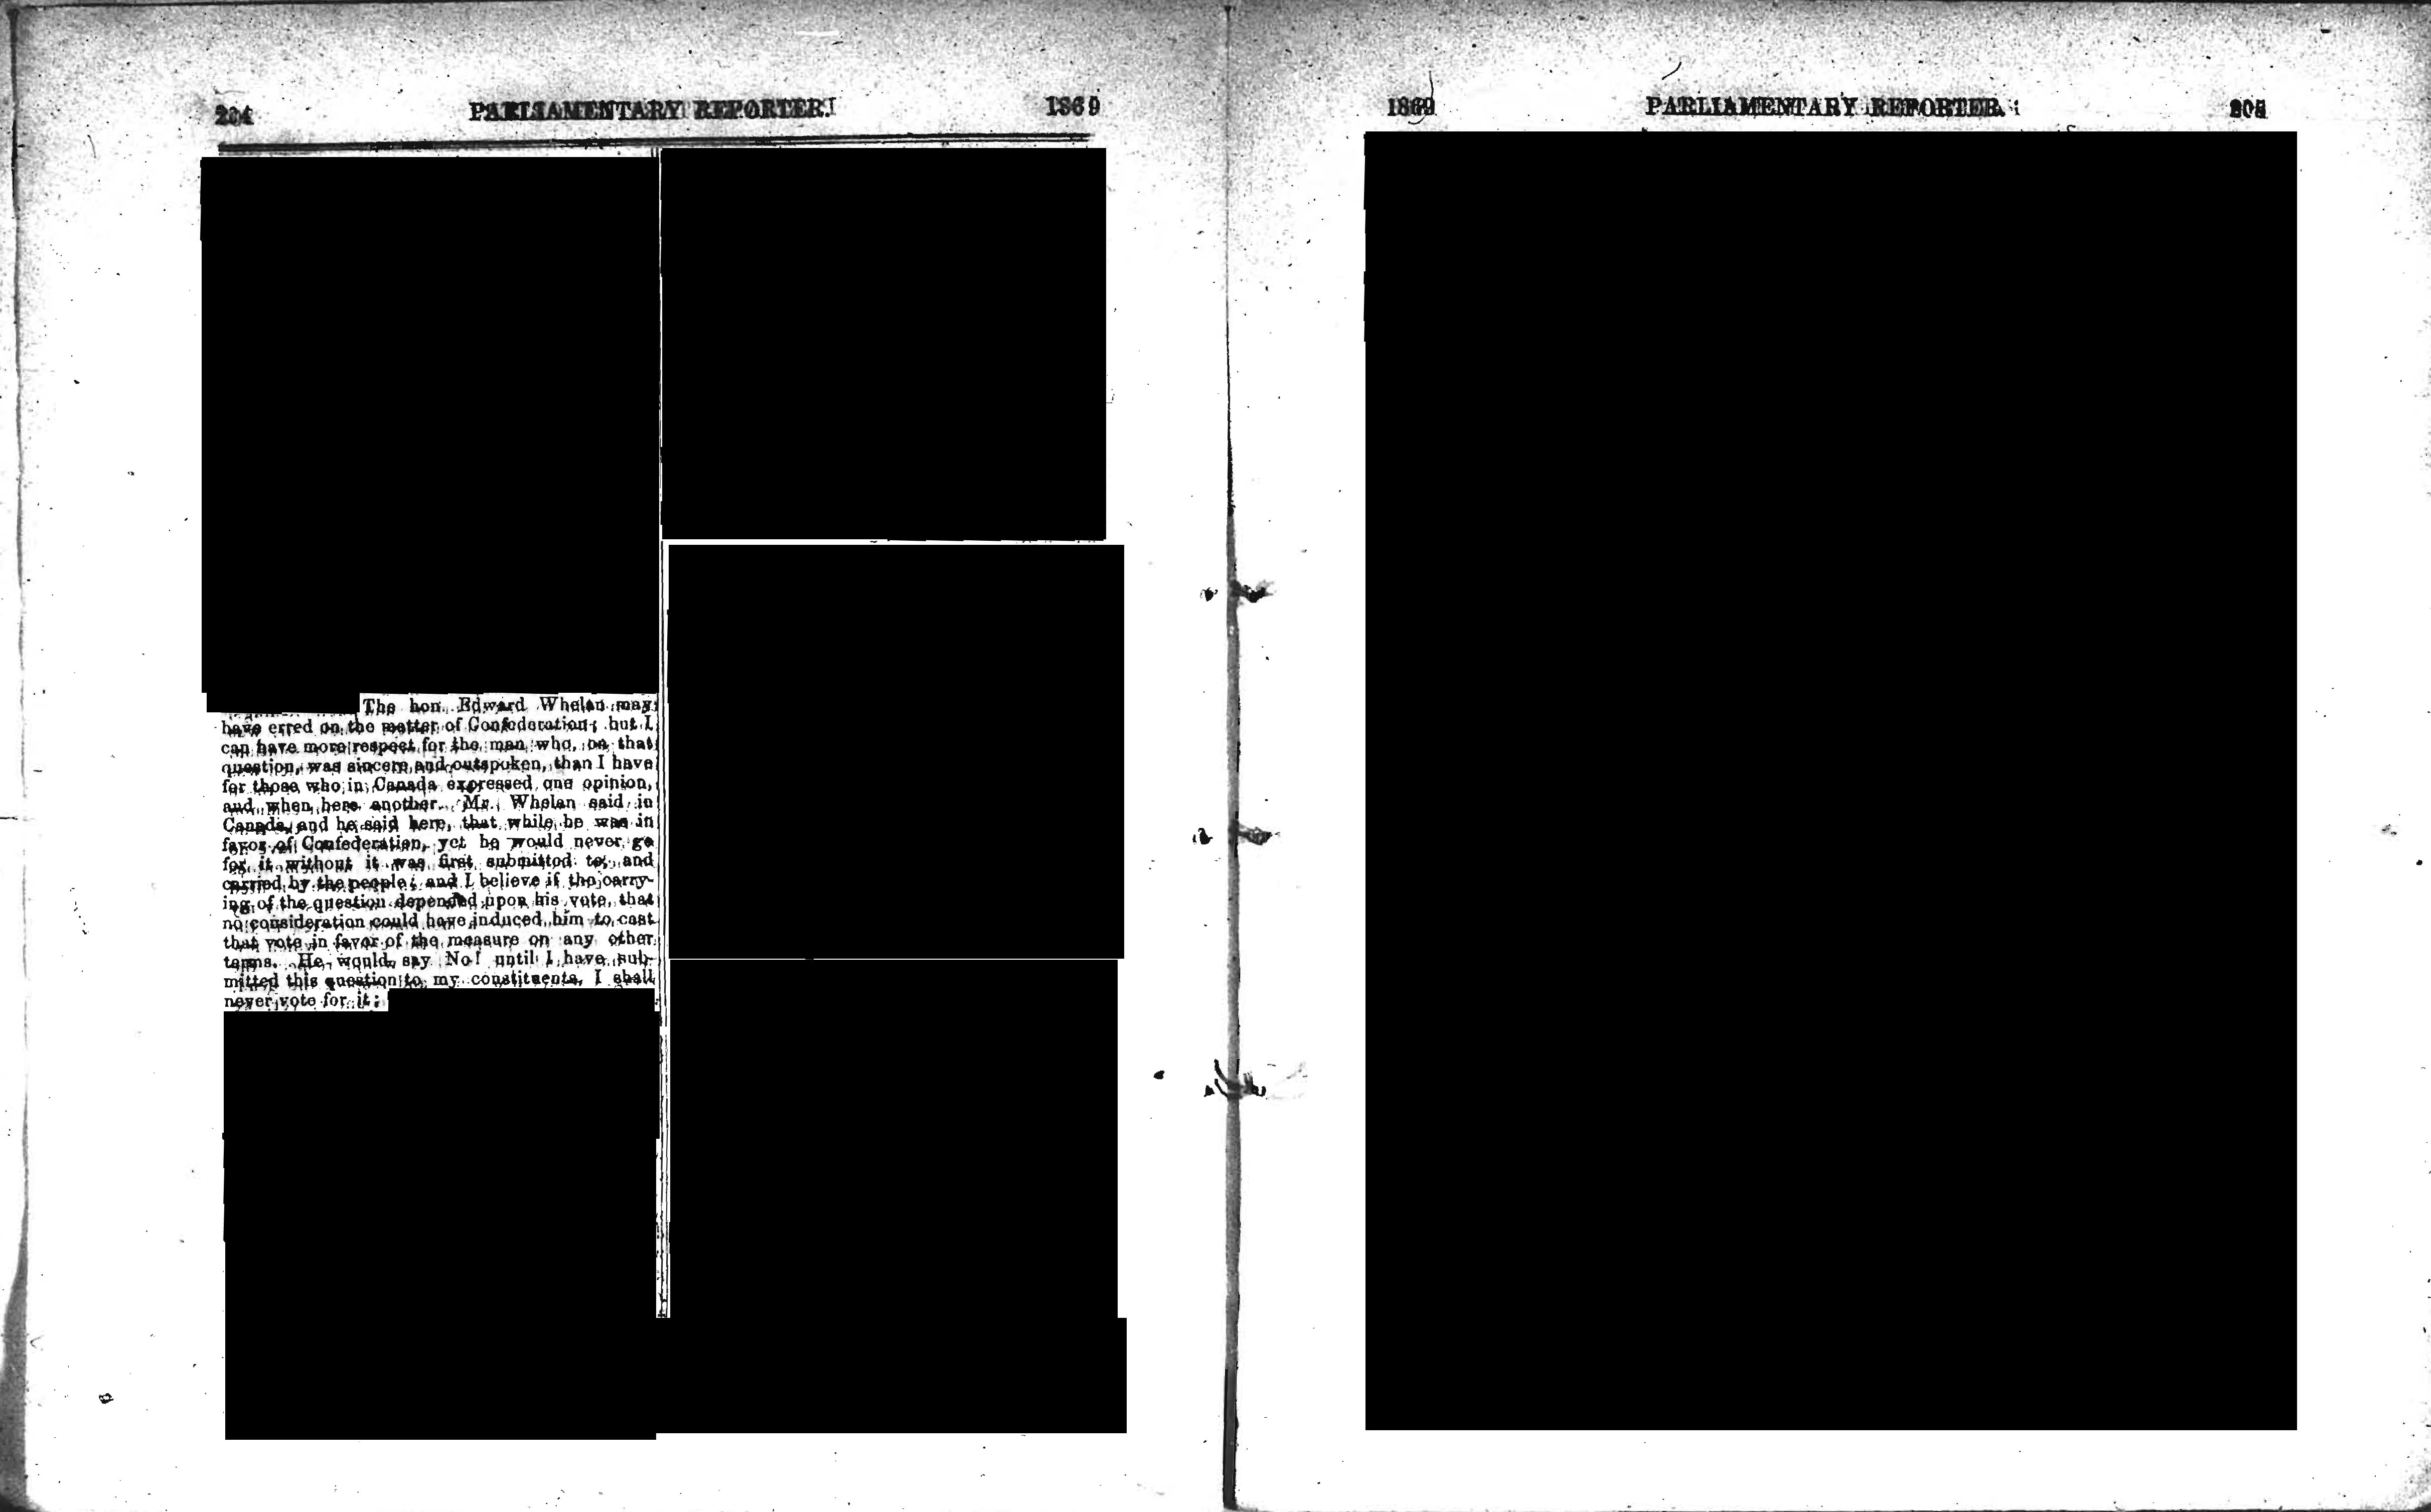 204 PARLIAMENTARY REPORTER. 1869
The hon. Edward Whelan may
have erred on the matter of Confederation; but I
can have more respect for the man who, on that
question, was sincere and outspoken, than I have
for those who in Canada expressed one opinion,
and when here another. Mr. Whelan said in
Canada, and he said here, that while he was in
favor of Confederation, yet he would never go
for it without it was first submitted to, and
carried by the people; and I believe if the carry-
ing of the question depended upon his vote, that
no consideration could have induced him to cast
that vote in favor of the measure on any other
terms. He would say No! until I have sub-
mitted this question to my constituents, I shall
never vote for it;
1869 PARLIAMENTARY REPORTER. 205